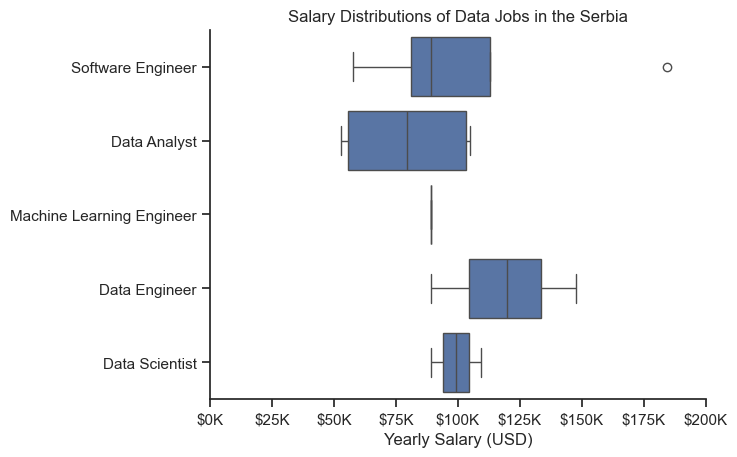 Salary Distributions of Data Jobs in the Serbia
Software Engineer
Data Analyst
Machine Learning Engineer
Data Engineer
Data Scientist
$0K $25K $50K $75K $100K $125K $150K $175K $200K
Yearly Salary (USD)